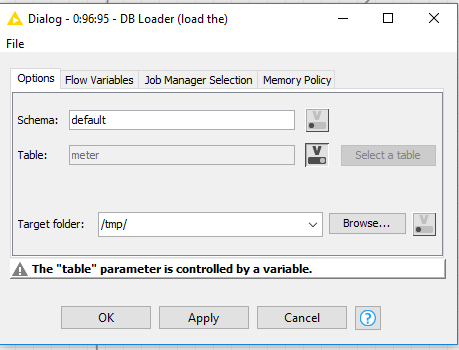 Dialog - 0:96:95 - DB Loader (load the)
File
Options Flow Variables Job Manager Selection Memory Policy
Schema: default V
Table: meter V Select a table
Target folder: /tmp/ Browse... V
The "table" parameter is controlled by a variable.
OK Apply Cancel ?